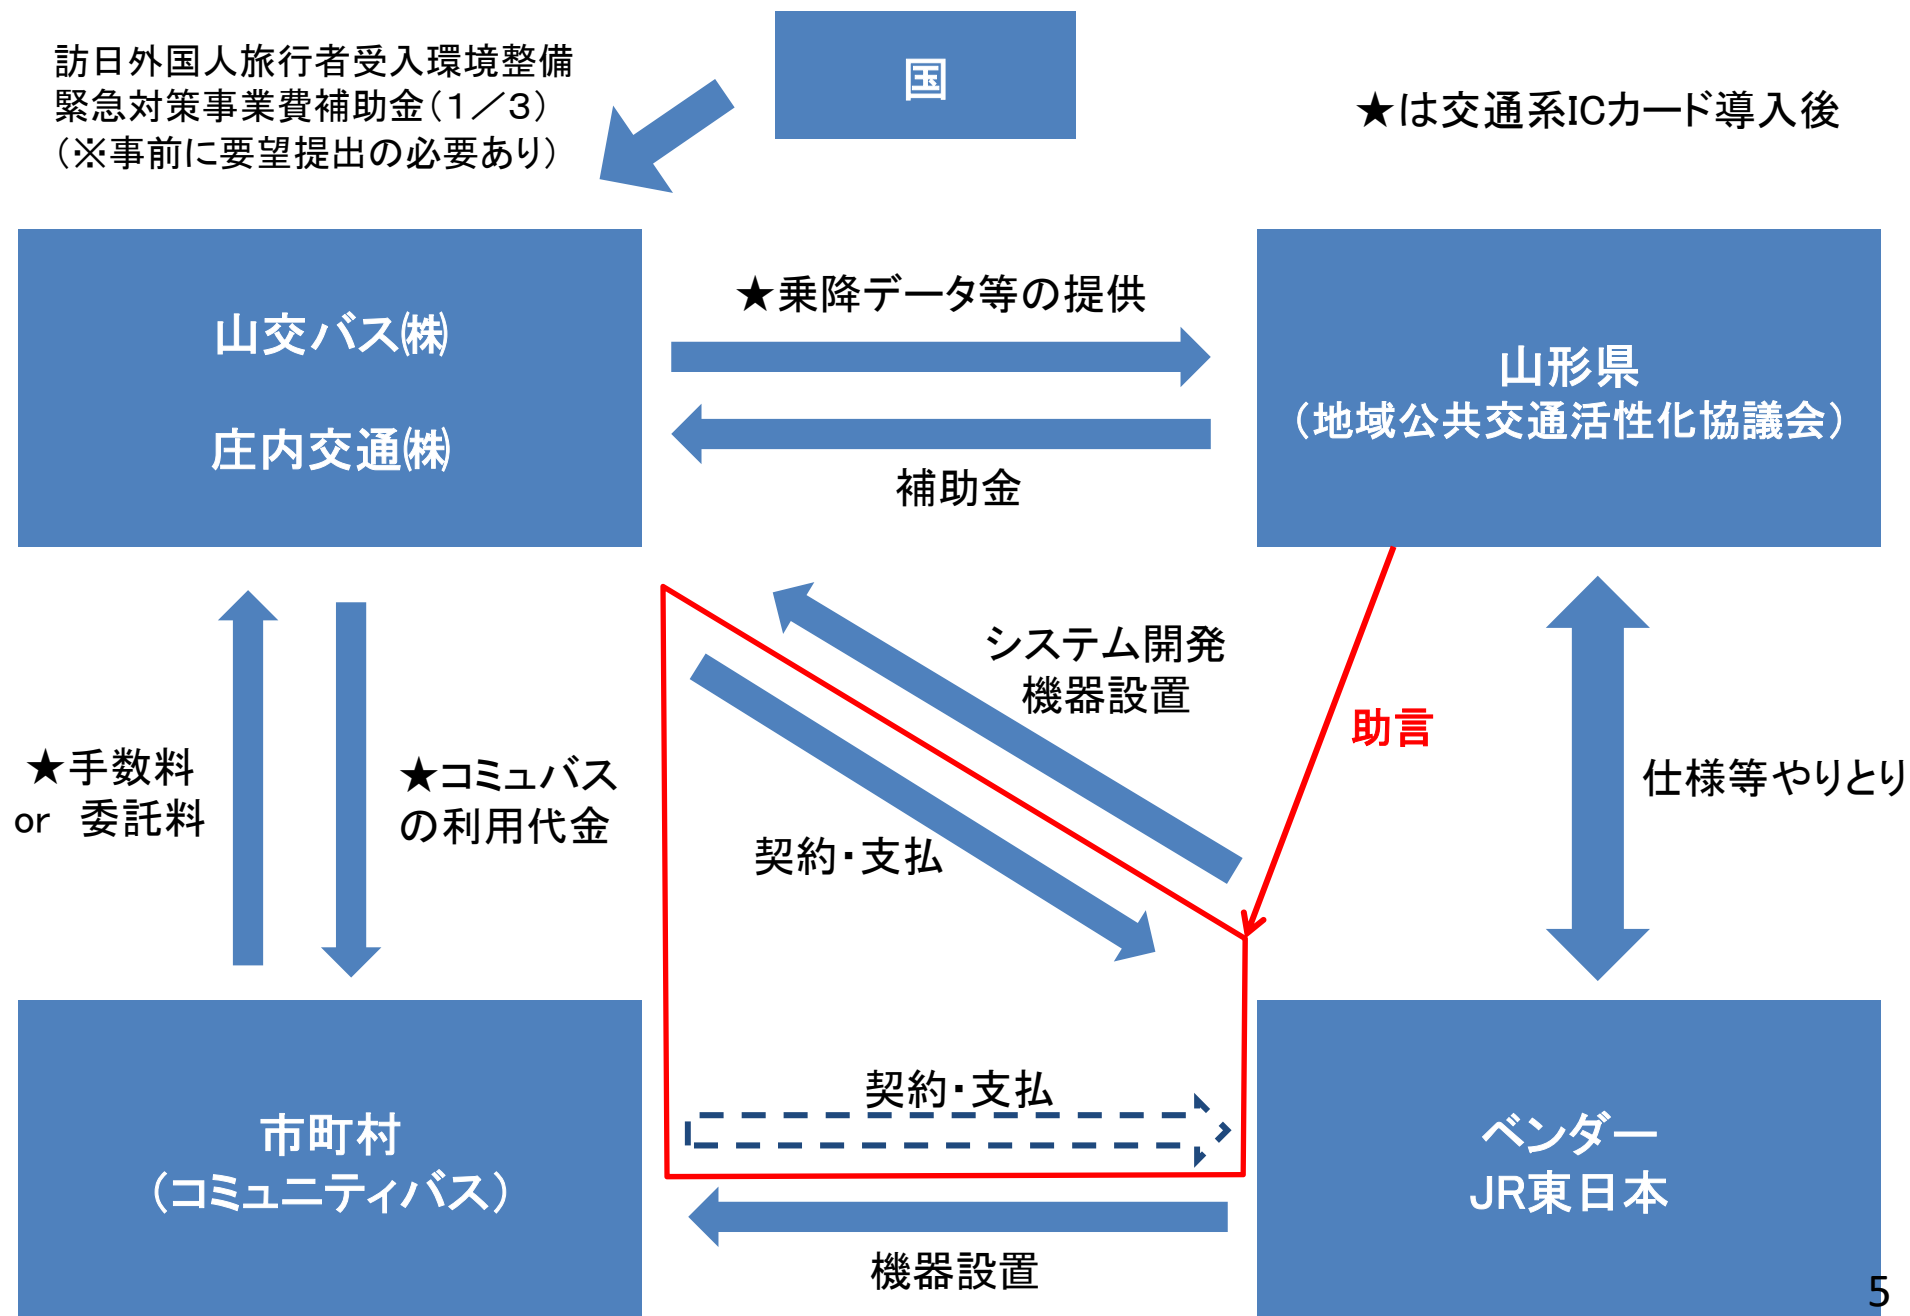 国
訪日外国人旅行者受入環境整備
緊急対策事業費補助金（１／３）
（※事前に要望提出の必要あり）
★は交通系ICカード導入後
山交バス㈱
庄内交通㈱
★乗降データ等の提供
補助金
山形県
（地域公共交通活性化協議会）
システム開発
機器設置
助言
★手数料
or 委託料
★コミュバス
の利用代金
契約・支払
仕様等やりとり
契約・支払
市町村
（コミュニティバス）
ベンダー
JR東日本
機器設置
5